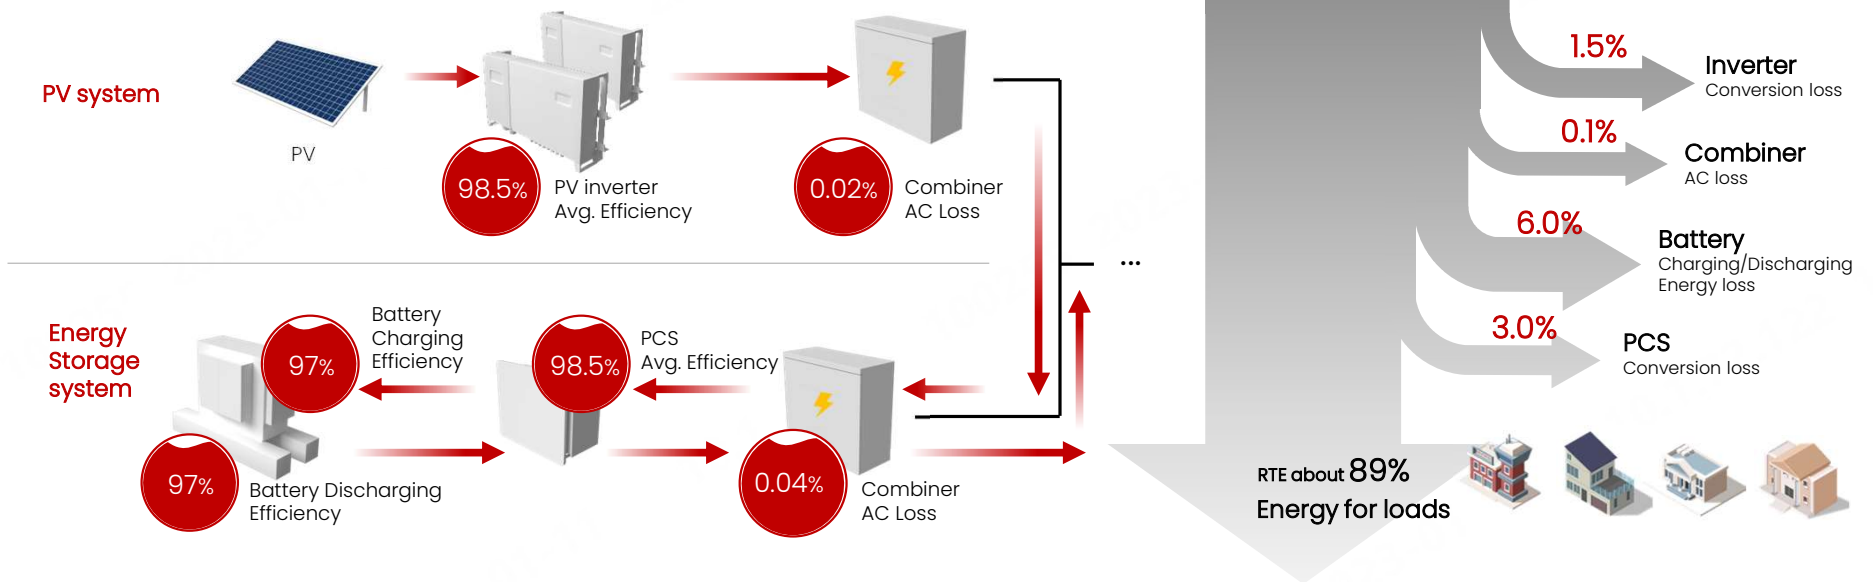 PV system
PV
98.5%
PV inverter
Avg. Efficiency
0.02%
Combiner
AC Loss
...
Energy
Storage
system
97%
Battery
Charging
Efficiency
98.5%
PCS
Avg. Efficiency
97%
Battery Discharging
Efficiency
0.04%
Combiner
AC Loss
1.5%
Inverter
Conversion loss
0.1%
Combiner
AC loss
6.0%
Battery
Charging/Discharging
Energy loss
3.0%
PCS
Conversion loss
RTE about 89%
Energy for loads